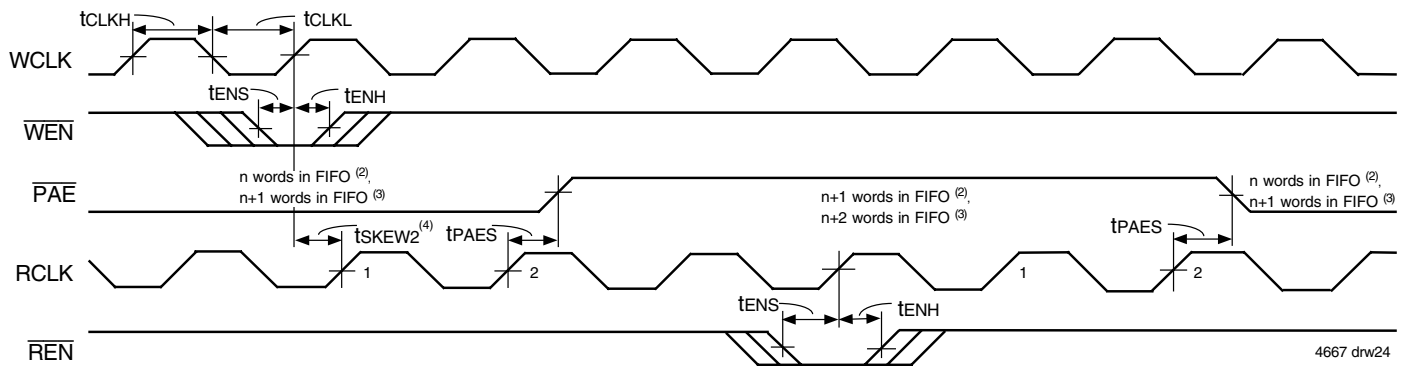 tCLKH
tCLKL
WCLK
tENS
tENH
WEN
n words in FIFO (2),
n+1 words in FIFO (3)
PAE
n+1 words in FIFO (2),
n+2 words in FIFO (3)
n words in FIFO (2),
n+1 words in FIFO (3)
tSKEW2(4)
tPAES
tPAES
RCLK
1
2
1
2
tENS
tENH
REN
4667 drw24